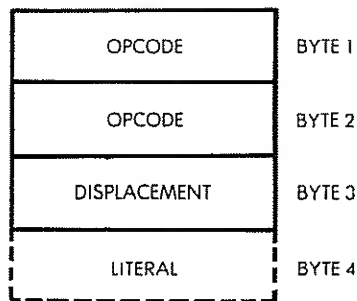 OPCODE BYTE 1
OPCODE BYTE 2
DISPLACEMENT BYTE 3
LITERAL BYTE 4